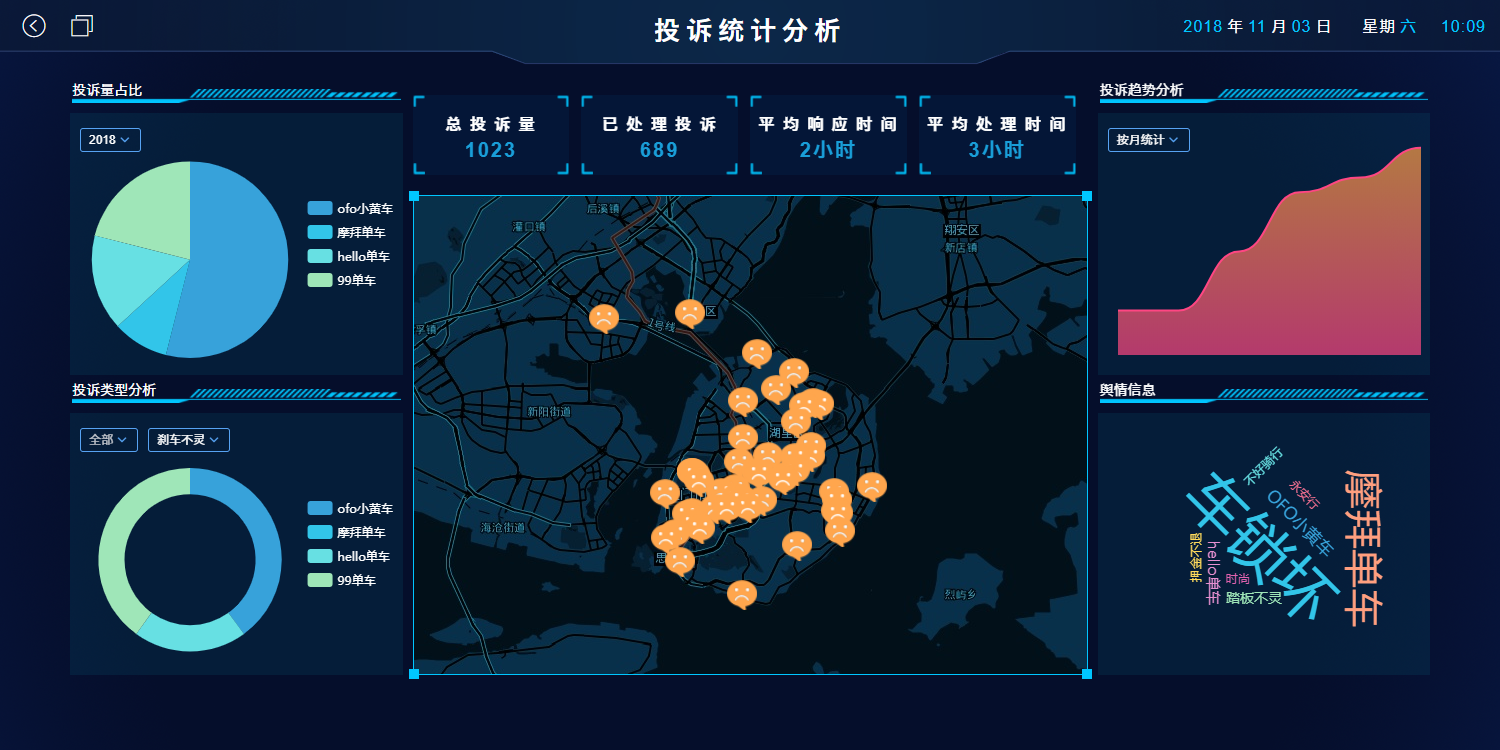 投诉统计分析
2018 年 11 月 03 日 星期 六 10:09
投诉量占比
2018
ofo小黄车
摩拜单车
hello单车
99单车
投诉类型分析
全部
刹车不灵
ofo小黄车
摩拜单车
hello单车
99单车
总投诉量
1023
已处理投诉
689
平均响应时间
2小时
平均处理时间
3小时
后溪镇
灌口镇
翔安区
新店镇
区
1号线
孚镇
新阳街道
湖里
海沧街道
思
烈屿乡
投诉趋势分析
按月统计
舆情信息
不好骑行
永安行
OFO小黄车
车锁坏
摩拜单车
押金不退
hello单车
时尚
踏板不灵